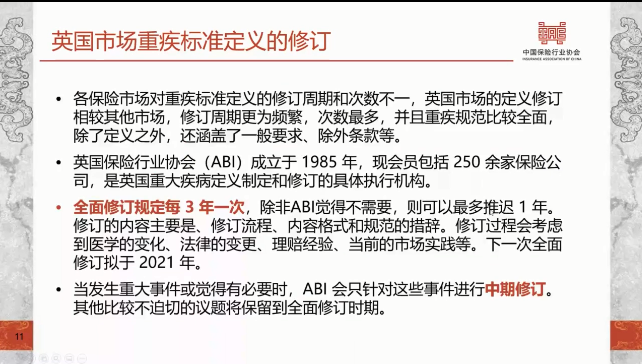 英国市场重疾标准定义的修订
中国保险行业协会
INSURANCE ASSOCIATION OF CHINA
• 各保险市场对重疾标准定义的修订周期和次数不一，英国市场的定义修订
相较其他市场，修订周期更为频繁，次数最多，并且重疾规范比较全面，
除了定义之外，还涵盖了一般要求、除外条款等。
• 英国保险行业协会（ABI）成立于 1985 年，现会员包括 250 余家保险公
司，是英国重大疾病定义制定和修订的具体执行机构。
• 全面修订规定每 3 年一次，除非ABI觉得不需要，则可以最多推迟 1 年。
修订的内容主要是、修订流程、内容格式和规范的措辞。修订过程会考虑
到医学的变化、法律的变更、理赔经验、当前的市场实践等。下一次全面
修订拟于 2021 年。
• 当发生重大事件或觉得有必要时，ABI 会只针对这些事件进行中期修订。
其他比较不迫切的议题将保留到全面修订时期。
11